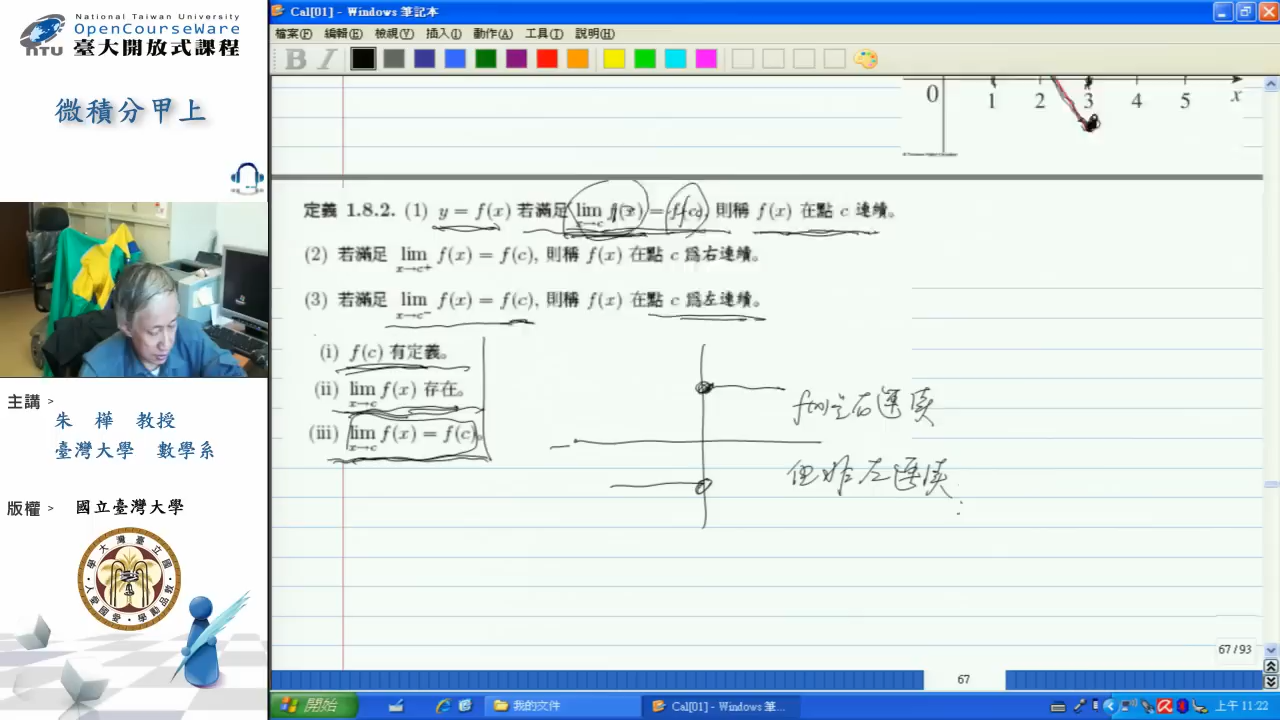 National Taiwan University
OpenCourseWare
臺大開放式課程
NTU
微積分甲上
主講 >
朱 樺 教授
臺灣大學 數學系
版權 > 國立臺灣大學
Cal[01] - Windows 筆記本
檔案(F) 編輯(E) 檢視(V) 插入(I) 動作(A) 工具(T) 說明(H)
B I
0 1 2 3 4 5 x
定義 1.8.2. (1) y = f(x) 若滿足 lim x→c f(x) = f(c), 則稱 f(x) 在點 c 連續。
(2) 若滿足 lim x→c+ f(x) = f(c), 則稱 f(x) 在點 c 為右連續。
(3) 若滿足 lim x→c− f(x) = f(c), 則稱 f(x) 在點 c 為左連續。
(i) f(c) 有定義。
(ii) lim x→c f(x) 存在。
(iii) lim x→c f(x) = f(c)。
右連續
但非左連續
67/93
67
開始 我的文件 Cal[01] - Windows 筆... 上午 11:22